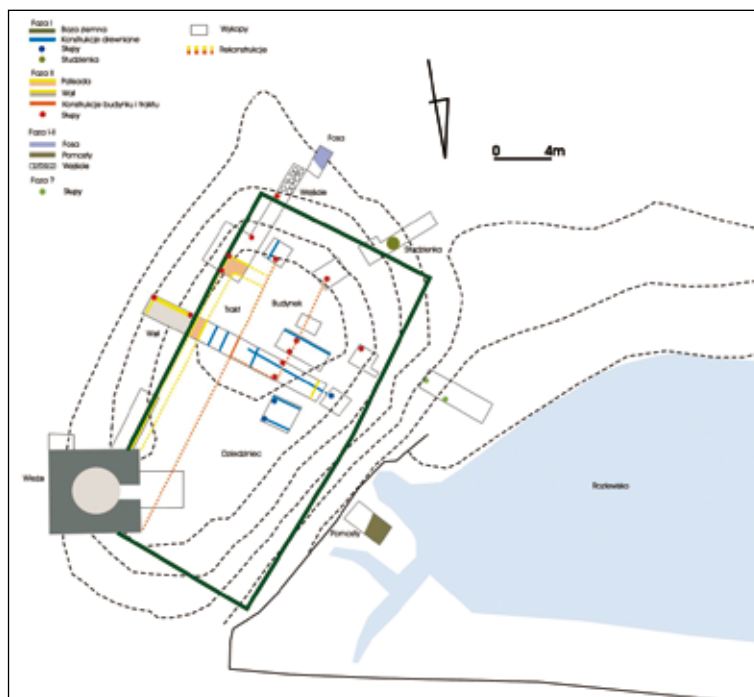 Faza I
Baza ziemna
Konstrukcje drewniane
Słupy
Studzienka
Faza II
Palisada
Wał
Konstrukcje budynku i traktu
Słupy
Faza I-II
Fosa
Pomosty
Wejście
Faza ?
Słupy
Wykopy
Rekonstrukcje
0 4m
Fosa
Wejście
Studzienka
Trakt
Budynek
Wał
Dziedziniec
Wieża
Pomosty
Rozlewisko